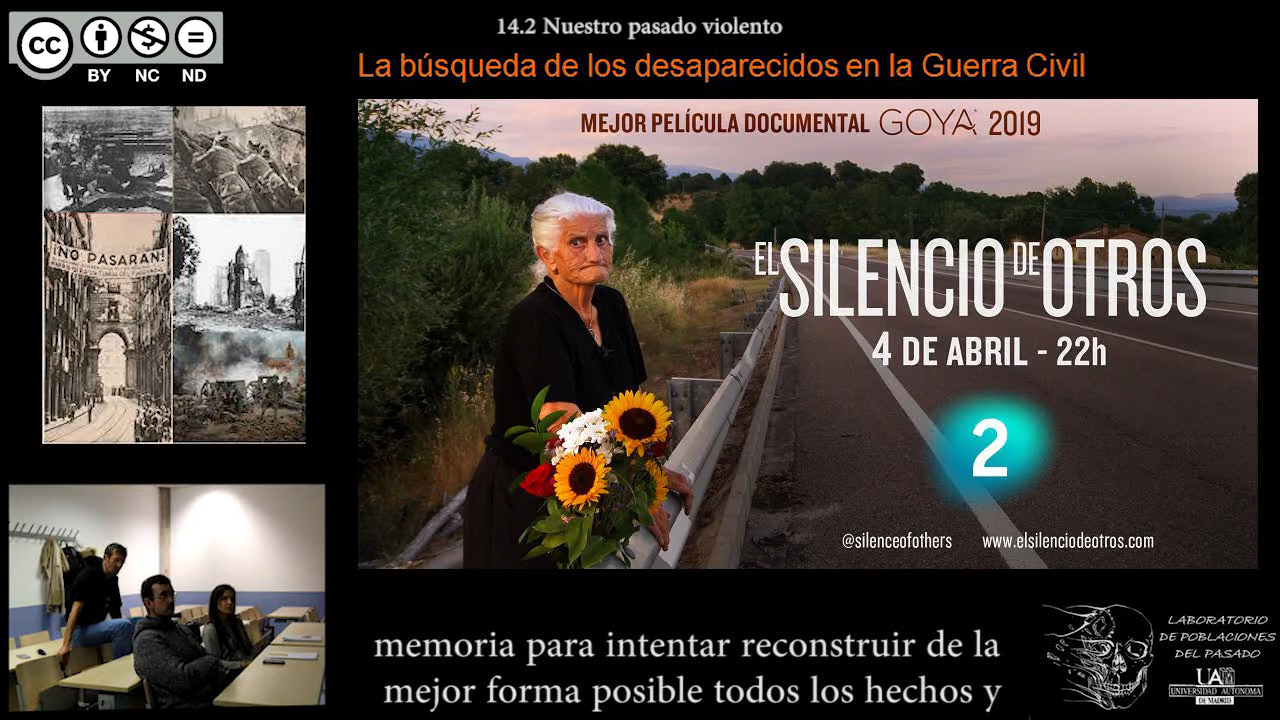 cc
BY NC ND
14.2 Nuestro pasado violento
La búsqueda de los desaparecidos en la Guerra Civil
¡NO PASARAN!
MEJOR PELÍCULA DOCUMENTAL GOYA 2019
EL SILENCIO DE OTROS
4 DE ABRIL - 22h
2
@silenceofothers www.elsilenciodeotros.com
memoria para intentar reconstruir de la
mejor forma posible todos los hechos y
LABORATORIO
DE POBLACIONES
DEL PASADO
UA
UNIVERSIDAD AUTONOMA
DE MADRID